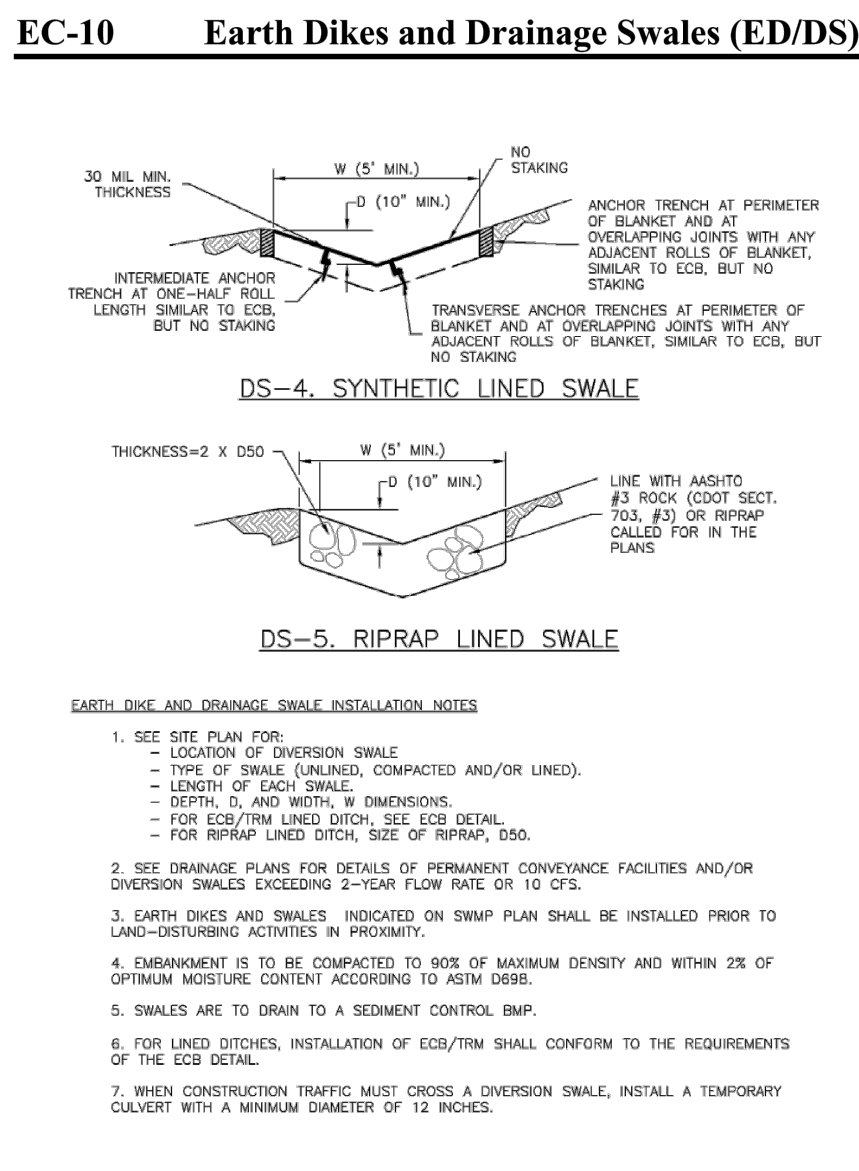 EC-10 Earth Dikes and Drainage Swales (ED/DS)
30 MIL MIN.
THICKNESS
W (5' MIN.)
D (10" MIN.)
NO
STAKING
ANCHOR TRENCH AT PERIMETER
OF BLANKET AND AT
OVERLAPPING JOINTS WITH ANY
ADJACENT ROLLS OF BLANKET,
SIMILAR TO ECB, BUT NO
STAKING
INTERMEDIATE ANCHOR
TRENCH AT ONE-HALF ROLL
LENGTH SIMILAR TO ECB,
BUT NO STAKING
TRANSVERSE ANCHOR TRENCHES AT PERIMETER OF
BLANKET AND AT OVERLAPPING JOINTS WITH ANY
ADJACENT ROLLS OF BLANKET, SIMILAR TO ECB, BUT
NO STAKING
DS-4. SYNTHETIC LINED SWALE
THICKNESS=2 X D50
W (5' MIN.)
D (10" MIN.)
LINE WITH AASHTO
#3 ROCK (CDOT SECT.
703, #3) OR RIPRAP
CALLED FOR IN THE
PLANS
DS-5. RIPRAP LINED SWALE
EARTH DIKE AND DRAINAGE SWALE INSTALLATION NOTES
1. SEE SITE PLAN FOR:
- LOCATION OF DIVERSION SWALE
- TYPE OF SWALE (UNLINED, COMPACTED AND/OR LINED).
- LENGTH OF EACH SWALE.
- DEPTH, D, AND WIDTH, W DIMENSIONS.
- FOR ECB/TRM LINED DITCH, SEE ECB DETAIL.
- FOR RIPRAP LINED DITCH, SIZE OF RIPRAP, D50.
2. SEE DRAINAGE PLANS FOR DETAILS OF PERMANENT CONVEYANCE FACILITIES AND/OR
DIVERSION SWALES EXCEEDING 2-YEAR FLOW RATE OR 10 CFS.
3. EARTH DIKES AND SWALES INDICATED ON SWMP PLAN SHALL BE INSTALLED PRIOR TO
LAND-DISTURBING ACTIVITIES IN PROXIMITY.
4. EMBANKMENT IS TO BE COMPACTED TO 90% OF MAXIMUM DENSITY AND WITHIN 2% OF
OPTIMUM MOISTURE CONTENT ACCORDING TO ASTM D698.
5. SWALES ARE TO DRAIN TO A SEDIMENT CONTROL BMP.
6. FOR LINED DITCHES, INSTALLATION OF ECB/TRM SHALL CONFORM TO THE REQUIREMENTS
OF THE ECB DETAIL.
7. WHEN CONSTRUCTION TRAFFIC MUST CROSS A DIVERSION SWALE, INSTALL A TEMPORARY
CULVERT WITH A MINIMUM DIAMETER OF 12 INCHES.